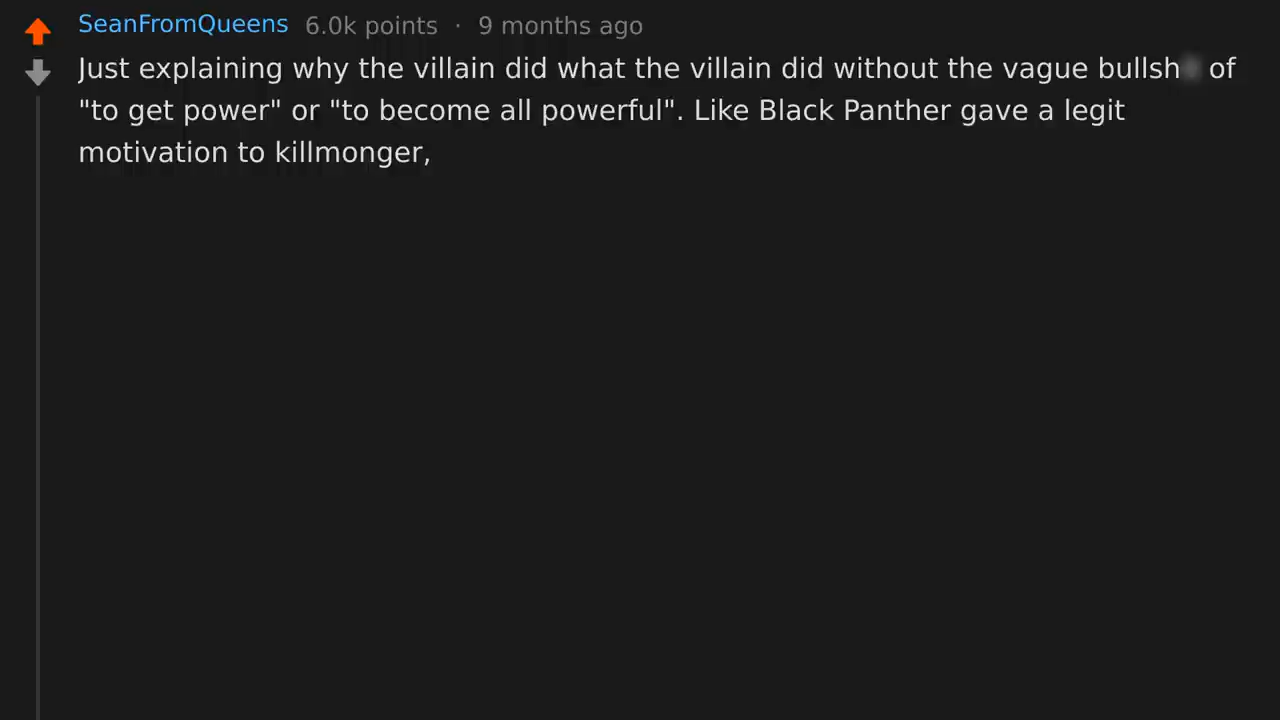 SeanFromQueens 6.0k points · 9 months ago
Just explaining why the villain did what the villain did without the vague bullsh of
"to get power" or "to become all powerful". Like Black Panther gave a legit
motivation to killmonger,